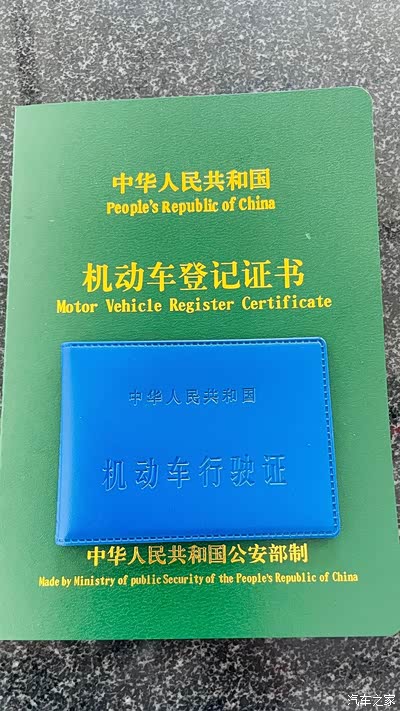 中华人民共和国
People's Republic of China
机动车登记证书
Motor Vehicle Register Certificate
中华人民共和国
机动车行驶证
中华人民共和国公安部制
Made by Ministry of public Security of the People's Republic of China
汽车之家